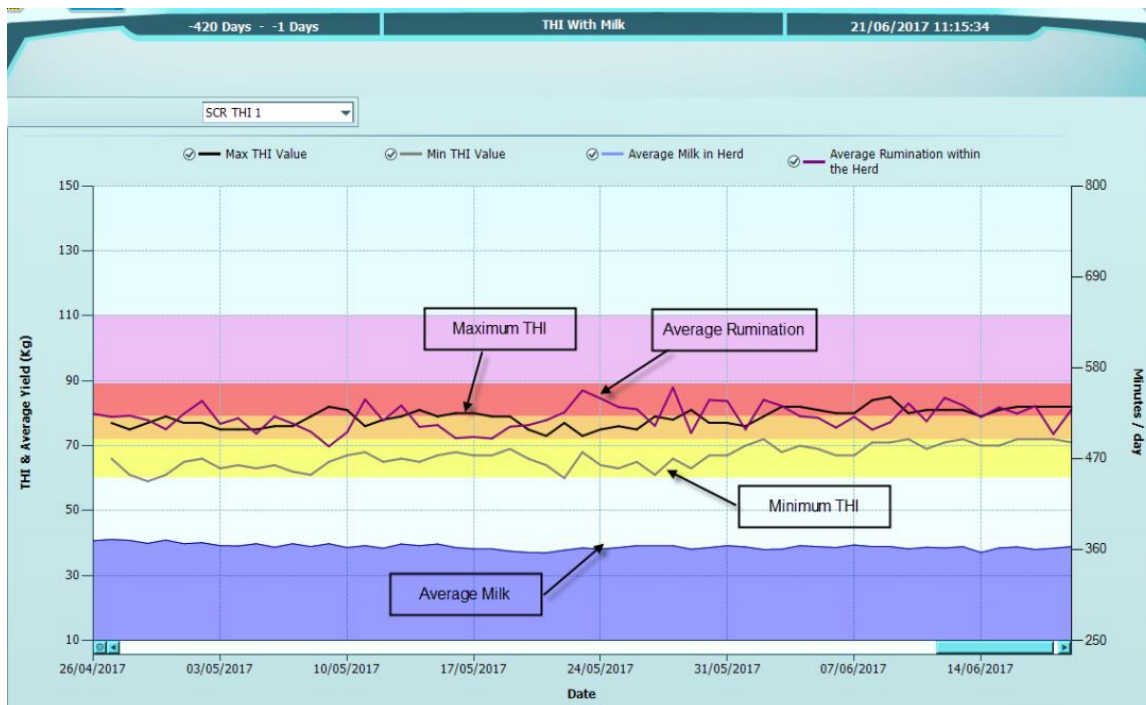 -420 Days - -1 Days
THI With Milk
21/06/2017 11:15:34
SCR THI 1
Max THI Value
Min THI Value
Average Milk in Herd
Average Rumination within
the Herd
150
130
110
90
70
50
30
10
THI & Average Yield (Kg)
800
690
580
470
360
250
Minutes / day
Maximum THI
Average Rumination
Minimum THI
Average Milk
26/04/2017
03/05/2017
10/05/2017
17/05/2017
24/05/2017
31/05/2017
07/06/2017
14/06/2017
Date